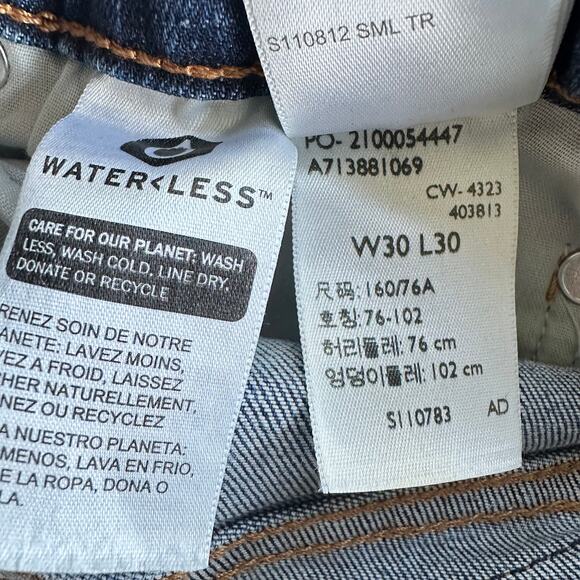 S110812 SML TR
PO- 2100054447
A713881069
CW- 4323
403813
W30 L30
尺码: 160/76A
호칭: 76-102
허리둘레: 76 cm
엉덩이둘레: 102 cm
S110783 AD
WATER<LESS™
CARE FOR OUR PLANET: WASH
LESS, WASH COLD, LINE DRY,
DONATE OR RECYCLE
RENEZ SOIN DE NOTRE
ANETE: LAVEZ MOINS,
VEZ A FROID, LAISSEZ
HER NATURELLEMENT,
NEZ OU RECYCLEZ
A NUESTRO PLANETA:
MENOS, LAVA EN FRIO,
E LA ROPA, DONA O
LA.